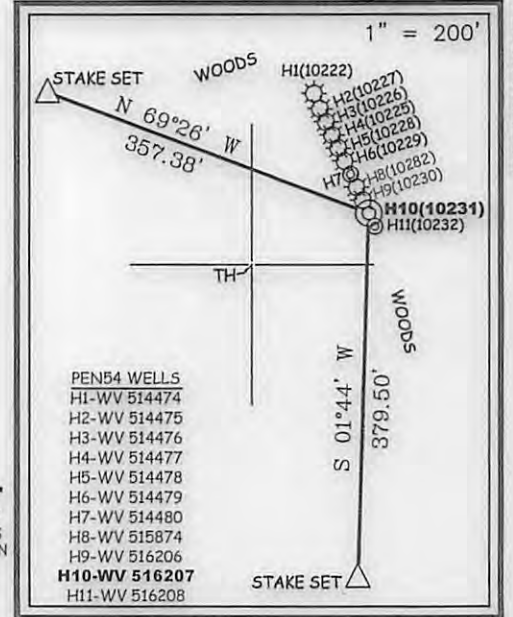 1" = 200'
STAKE SET
WOODS
H1(10222)
H2(10227)
H3(10226)
H4(10225)
H5(10228)
H6(10229)
H7
H8(10282)
H9(10230)
H10(10231)
H11(10232)
N 69°26' W
357.38'
TH
WOODS
S 01°44' W
379.50'
PEN54 WELLS
H1-WV 514474
H2-WV 514475
H3-WV 514476
H4-WV 514477
H5-WV 514478
H6-WV 514479
H7-WV 514480
H8-WV 515874
H9-WV 516206
H10-WV 516207
H11-WV 516208
STAKE SET